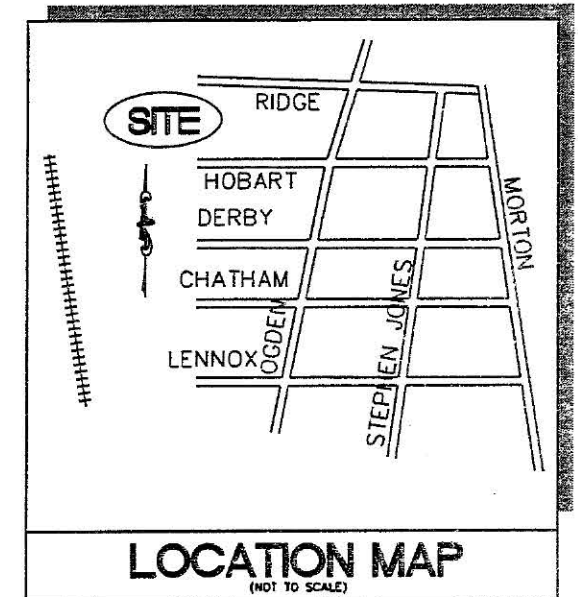 RIDGE
SITE
HOBART
MORTON
DERBY
CHATHAM
OGDEN
STEPHEN JONES
LENNOX
LOCATION MAP
(NOT TO SCALE)